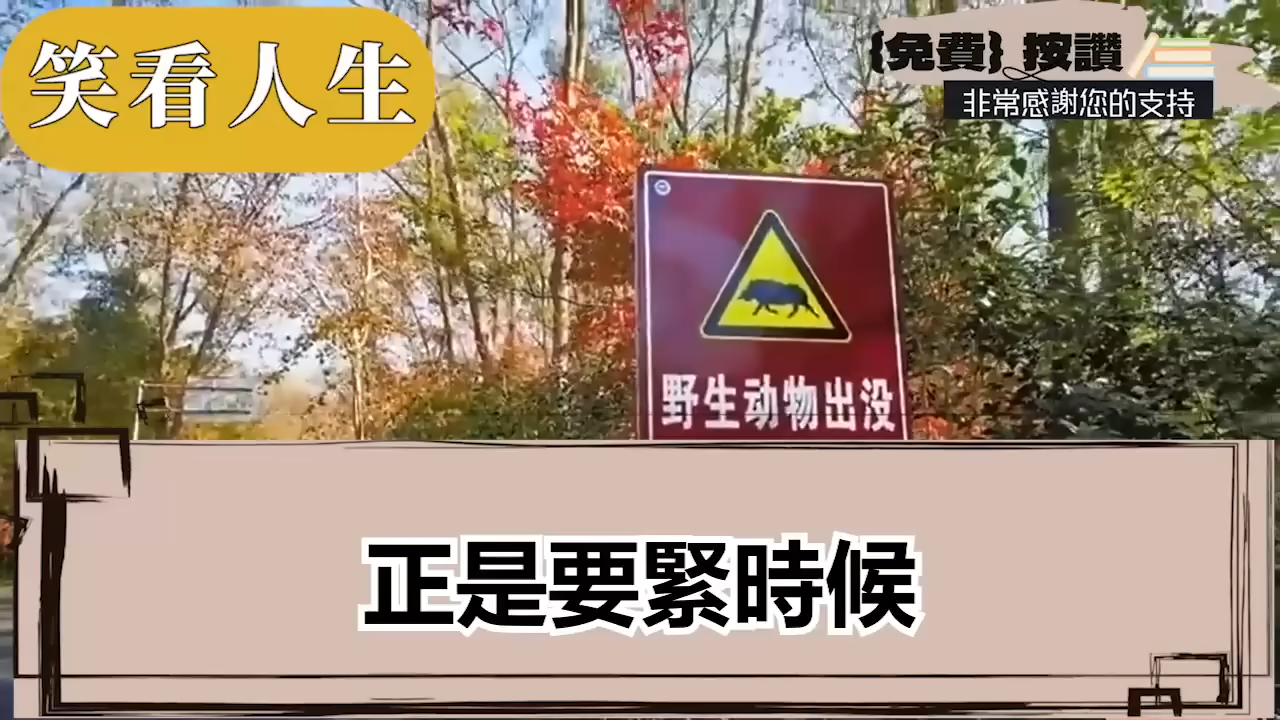 笑看人生
{免費} 按讚
非常感謝您的支持
野生动物出没
正是要緊時候